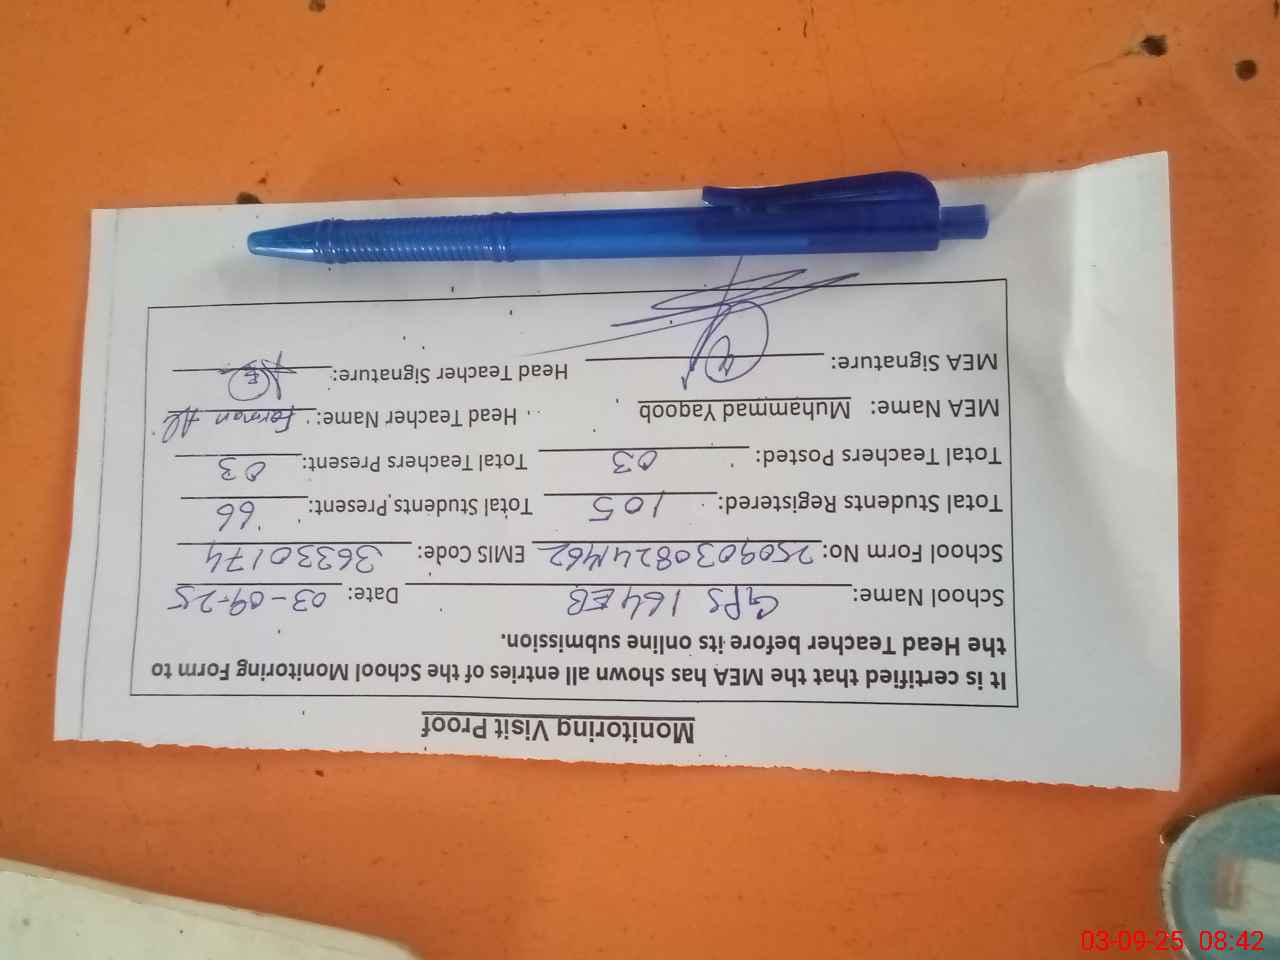 Monitoring Visit Proof
It is certified that the MEA has shown all entries of the School Monitoring Form to
the Head Teacher before its online submission.
School Name: GPS 164EB Date: 03-09-25
School Form No: 2509030824462 EMIS Code: 36330174
Total Students Registered: 105 Total Students Present: 66
Total Teachers Posted: 03 Total Teachers Present: 03
MEA Name: Muhammad Yaqoob Head Teacher Name: Farman Ali
MEA Signature: Head Teacher Signature:
03-09-25 08:42